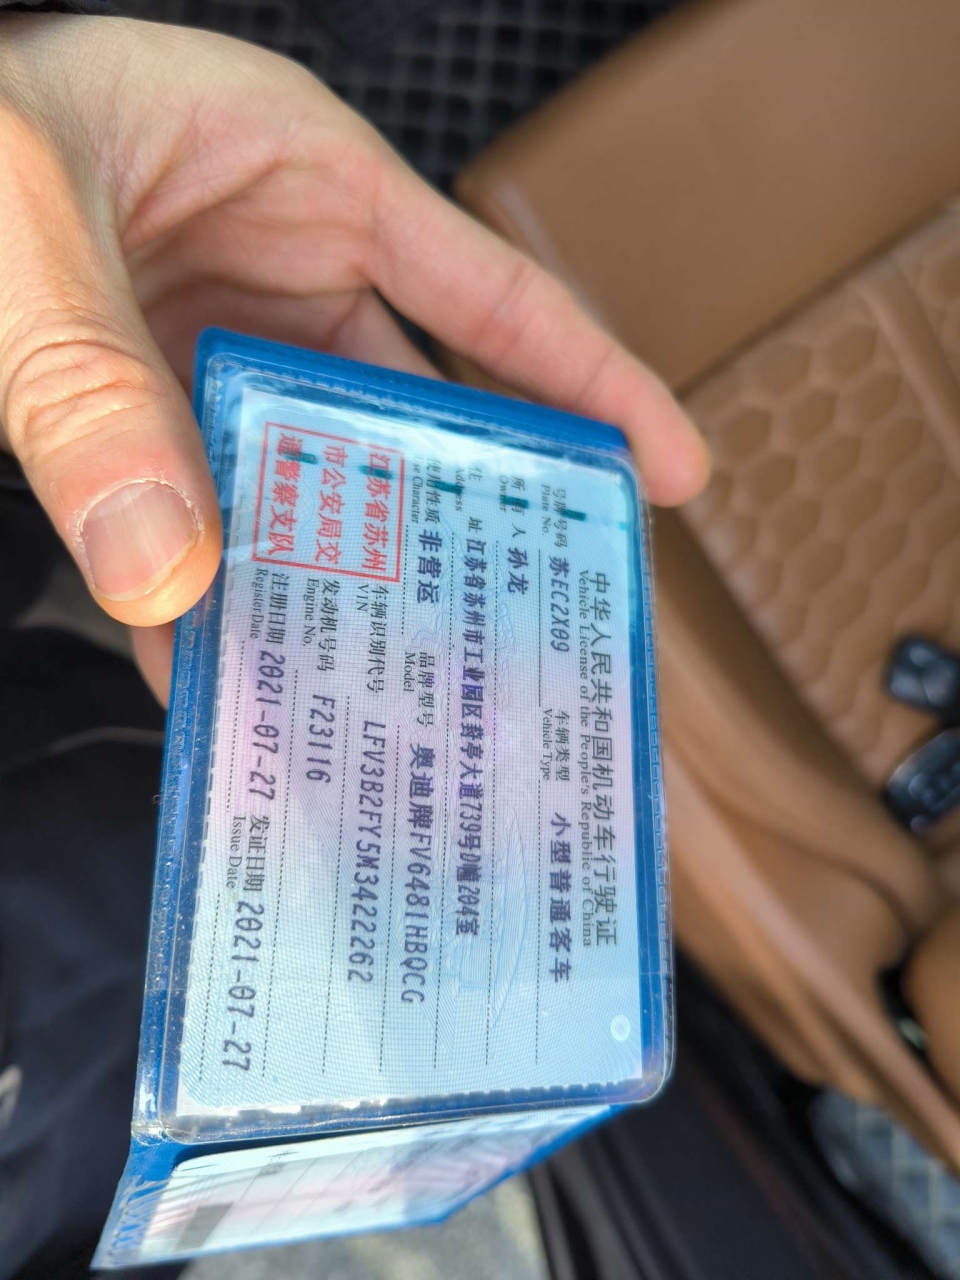 中华人民共和国机动车行驶证
Vehicle License of the People's Republic of China
号牌号码 苏EC2X09 车辆类型 小型普通客车
Plate No. Vehicle Type
所有人 孙龙
Owner
住 址 江苏省苏州市工业园区葑亭大道739号D幢204室
Address
使用性质 非营运 品牌型号 奥迪牌FV6481HBQCG
Use Character Model
江苏省苏州
市公安局交
通警察支队
车辆识别代号 LFV3B2FY5M3422262
VIN
发动机号码 F23116
Engine No.
注册日期 2021-07-27 发证日期 2021-07-27
Register Date Issue Date